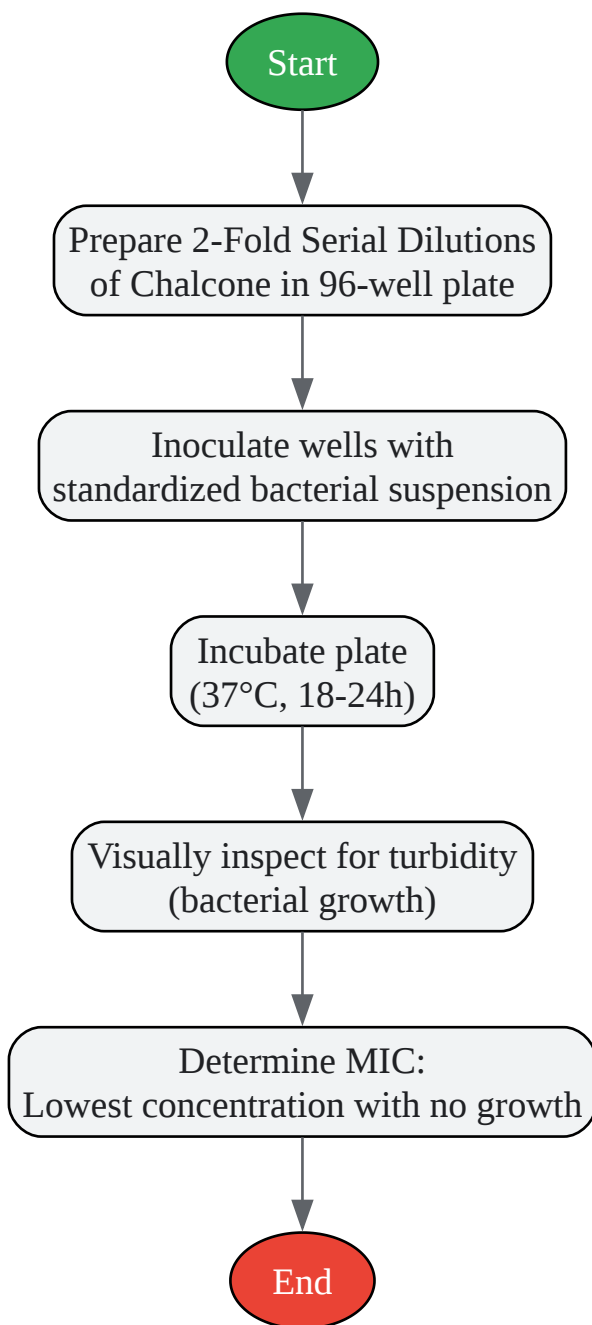 Start
Prepare 2-Fold Serial Dilutions
of Chalcone in 96-well plate
Inoculate wells with
standardized bacterial suspension
Incubate plate
(37°C, 18-24h)
Visually inspect for turbidity
(bacterial growth)
Determine MIC:
Lowest concentration with no growth
End